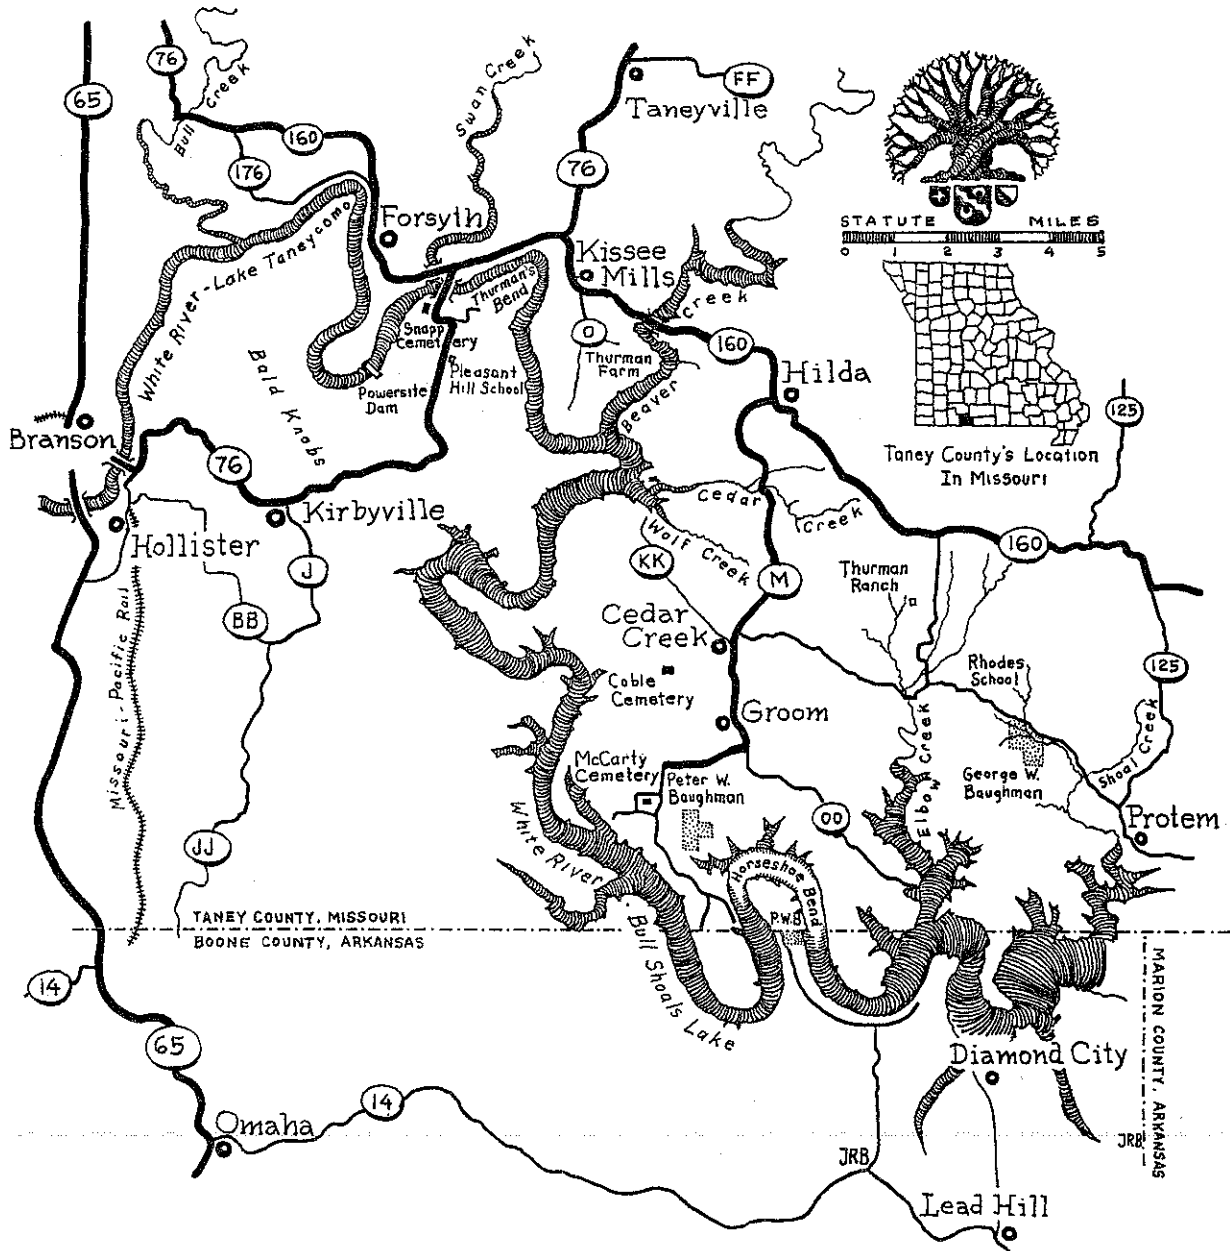 76
65
Bull
Creek
160
176
Swan Creek
FF
Taneyville
76
STATUTE MILES
0 1 2 3 4 5
Forsyth
Kissee
Mills
White River - Lake Taneycomo
Thurman's
Bend
Snapp
Cemetery
Pleasant
Hill School
Powersite
Dam
Bald Knobs
O
Thurman
Farm
Beaver
Creek
160
Hilda
125
Taney County's Location
In Missouri
Branson
76
Kirbyville
Hollister
J
BB
Missouri-Pacific Rail
JJ
Cedar
Creek
Wolf Creek
KK
M
160
Thurman
Ranch
Cedar
Creek
Coble
Cemetery
Groom
Rhodes
School
125
Elbow Creek
Shoal Creek
George W.
Baughman
Protem
McCarty
Cemetery
Peter W.
Baughman
OO
White River
Bull Shoals Lake
Horseshoe Bend
P.W.B.
TANEY COUNTY, MISSOURI
BOONE COUNTY, ARKANSAS
MARION COUNTY, ARKANSAS
14
65
Diamond City
Omaha
14
JRB
JRB
Lead Hill